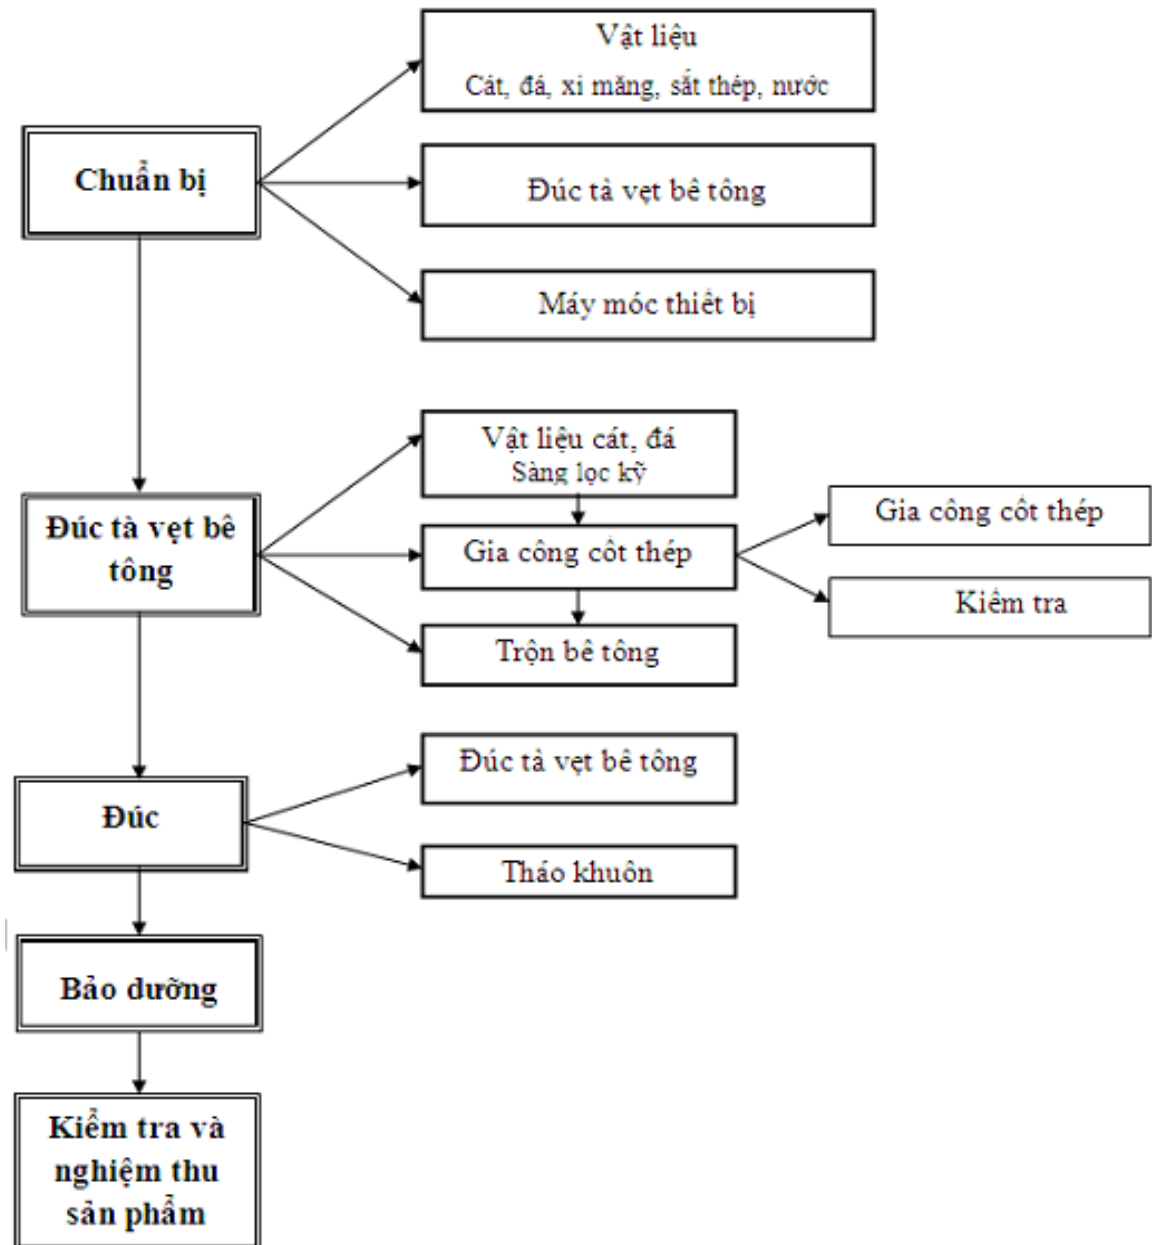 Vật liệu
Cát, đá, xi măng, sắt thép, nước
Chuẩn bị
Đúc tà vẹt bê tông
Máy móc thiết bị
Vật liệu cát, đá
Sàng lọc kỹ
Đúc tà vẹt bê
tông
Gia công cốt thép
Gia công cốt thép
Kiểm tra
Trộn bê tông
Đúc
Đúc tà vẹt bê tông
Tháo khuôn
Bảo dưỡng
Kiểm tra và
nghiệm thu
sản phẩm